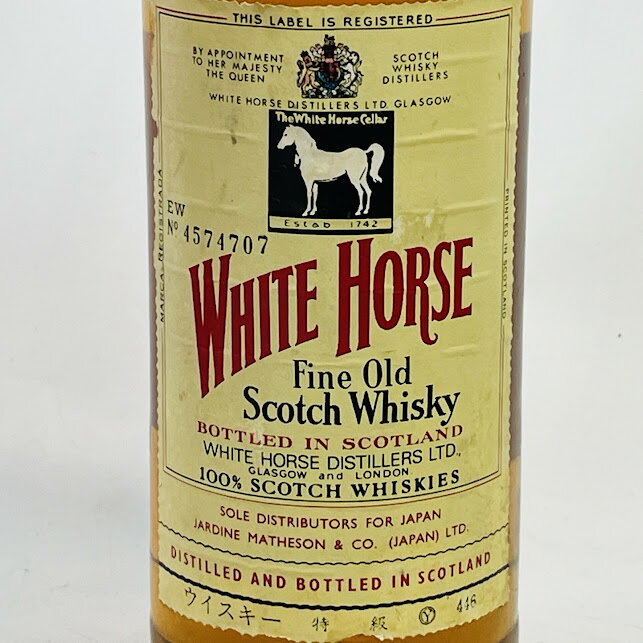 THIS LABEL IS REGISTERED
BY APPOINTMENT
TO HER MAJESTY
THE QUEEN
SCOTCH
WHISKY
DISTILLERS
WHITE HORSE DISTILLERS LTD. GLASGOW
The White Horse Cellar
Estab 1742
EW
Nº 4574707
MARCA REGISTRADA
PRINTED IN SCOTLAND
WHITE HORSE
Fine Old
Scotch Whisky
BOTTLED IN SCOTLAND
WHITE HORSE DISTILLERS LTD.,
GLASGOW and LONDON
100% SCOTCH WHISKIES
SOLE DISTRIBUTORS FOR JAPAN
JARDINE MATHESON & CO. (JAPAN) LTD.
DISTILLED AND BOTTLED IN SCOTLAND
ウイスキー 特級 Ⓨ 446